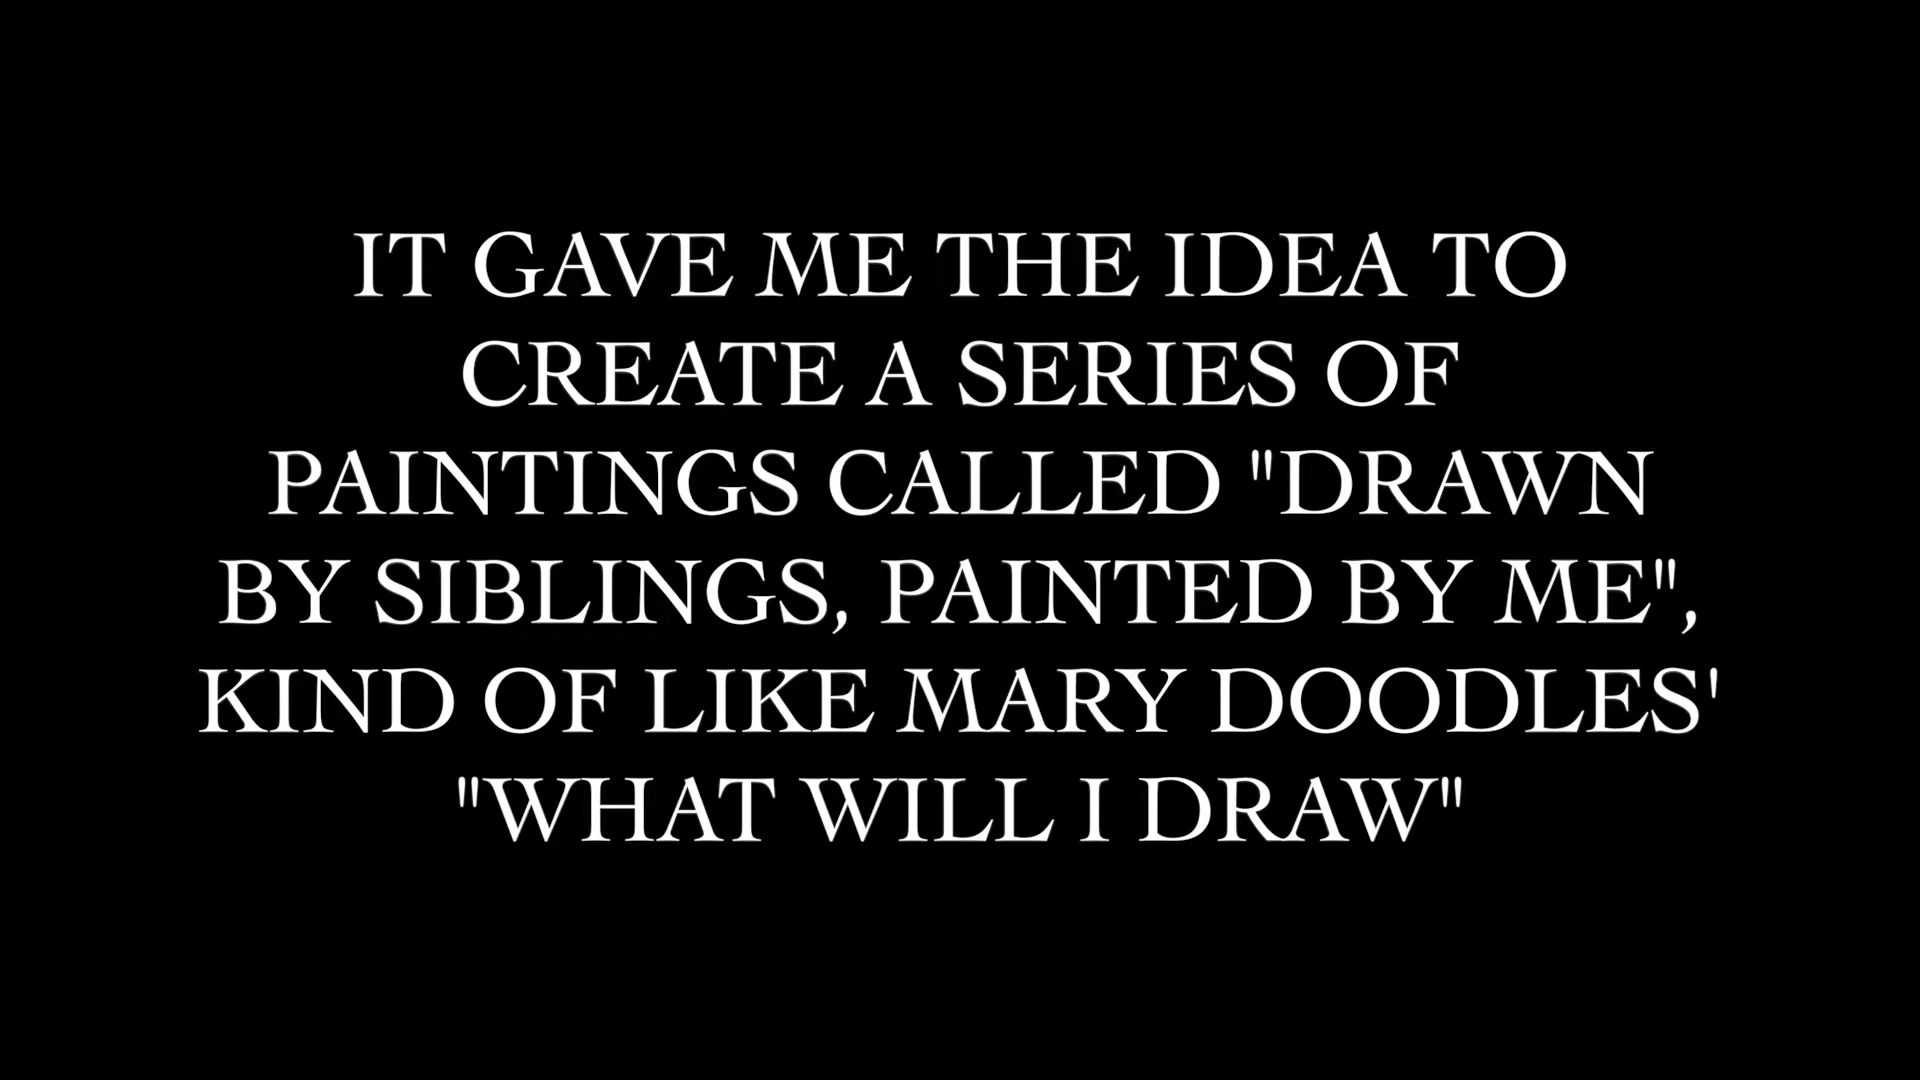 IT GAVE ME THE IDEA TO
CREATE A SERIES OF
PAINTINGS CALLED "DRAWN
BY SIBLINGS, PAINTED BY ME",
KIND OF LIKE MARY DOODLES'
"WHAT WILL I DRAW"